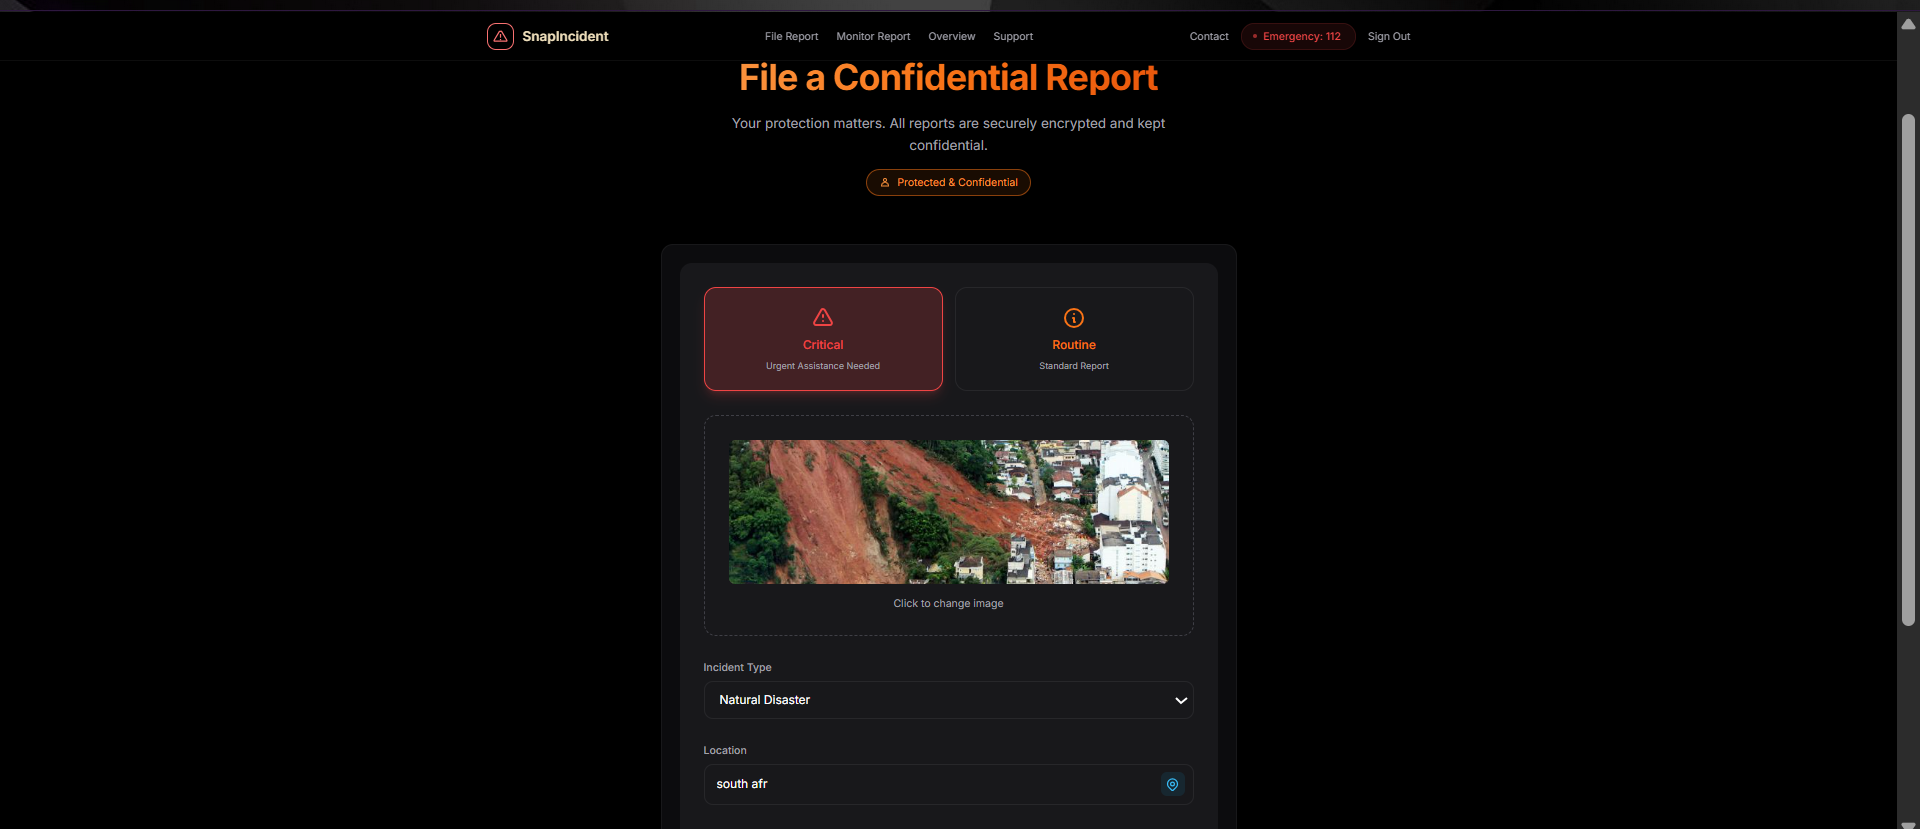 SnapIncident
File Report
Monitor Report
Overview
Support
Contact
Emergency: 112
Sign Out
File a Confidential Report
Your protection matters. All reports are securely encrypted and kept
confidential.
Protected & Confidential
Critical
Urgent Assistance Needed
Routine
Standard Report
Click to change image
Incident Type
Natural Disaster
Location
south afr